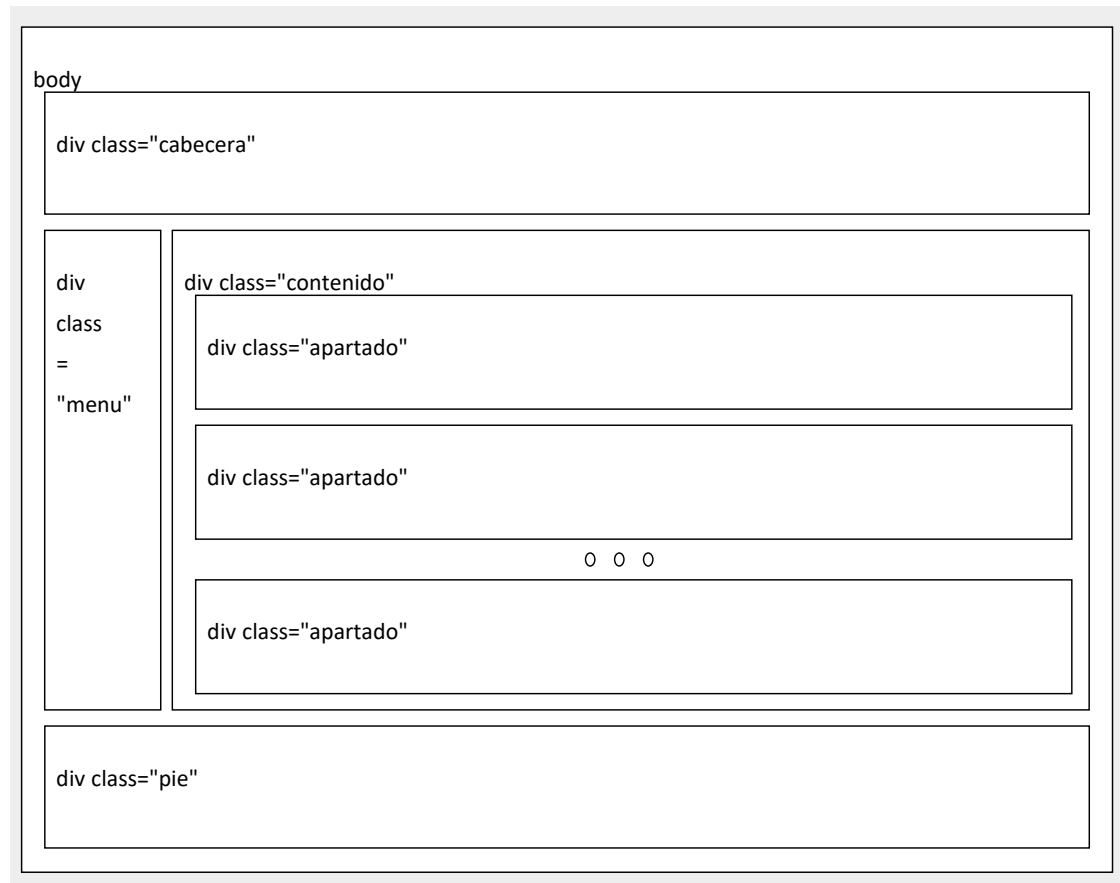 body
div class="cabecera"
div
class
=
"menu"
div class="contenido"
div class="apartado"
div class="apartado"
div class="apartado"
div class="pie"